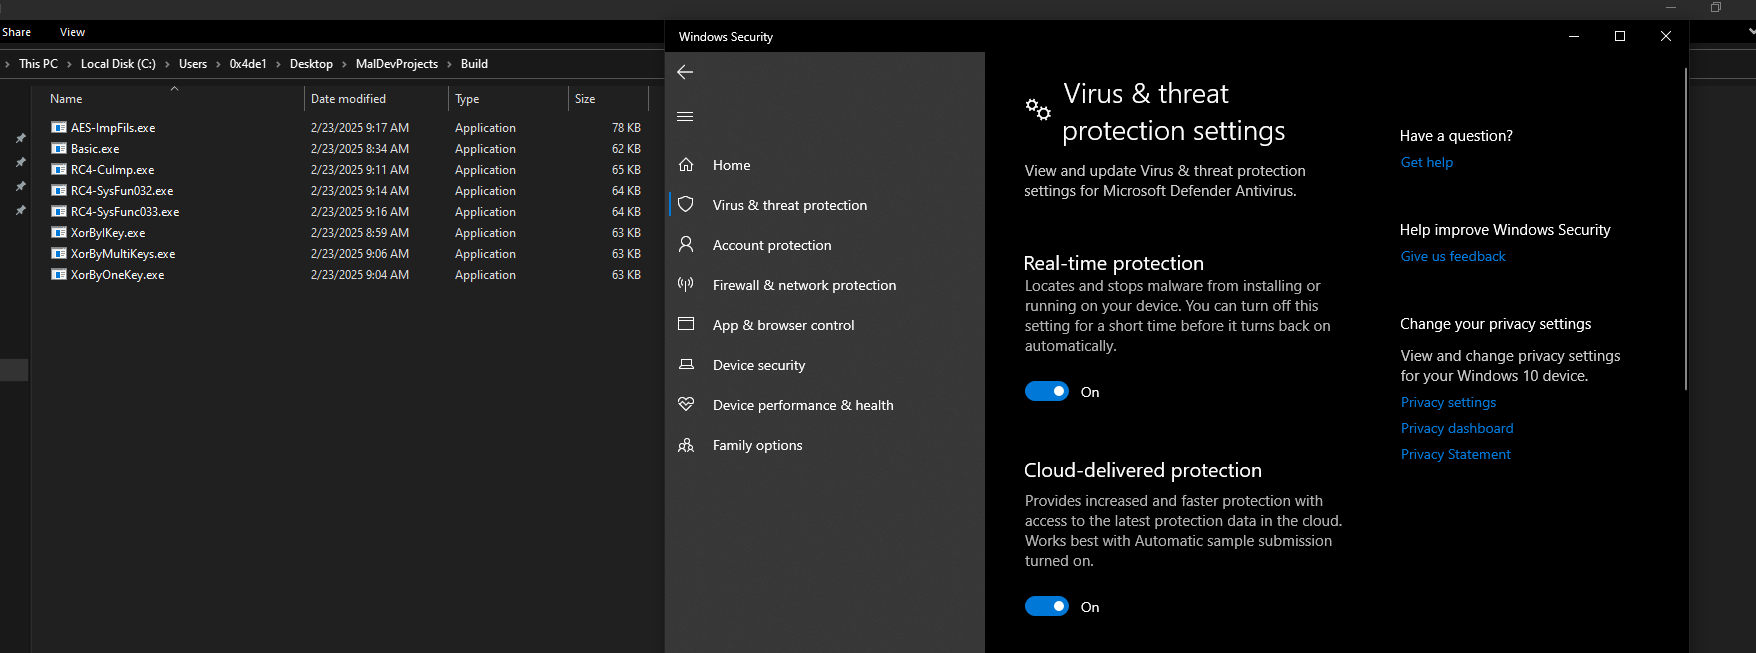 Share View
This PC > Local Disk (C:) > Users > 0x4de1 > Desktop > MalDevProjects > Build
Name Date modified Type Size
AES-ImpFils.exe 2/23/2025 9:17 AM Application 78 KB
Basic.exe 2/23/2025 8:34 AM Application 62 KB
RC4-CuImp.exe 2/23/2025 9:11 AM Application 65 KB
RC4-SysFun032.exe 2/23/2025 9:14 AM Application 64 KB
RC4-SysFunc033.exe 2/23/2025 9:16 AM Application 64 KB
XorByIKey.exe 2/23/2025 8:59 AM Application 63 KB
XorByMultiKeys.exe 2/23/2025 9:06 AM Application 63 KB
XorByOneKey.exe 2/23/2025 9:04 AM Application 63 KB
Windows Security
Home
Virus & threat protection
Account protection
Firewall & network protection
App & browser control
Device security
Device performance & health
Family options
Virus & threat
protection settings
View and update Virus & threat protection
settings for Microsoft Defender Antivirus.
Real-time protection
Locates and stops malware from installing or
running on your device. You can turn off this
setting for a short time before it turns back on
automatically.
On
Cloud-delivered protection
Provides increased and faster protection with
access to the latest protection data in the cloud.
Works best with Automatic sample submission
turned on.
On
Have a question?
Get help
Help improve Windows Security
Give us feedback
Change your privacy settings
View and change privacy settings
for your Windows 10 device.
Privacy settings
Privacy dashboard
Privacy Statement